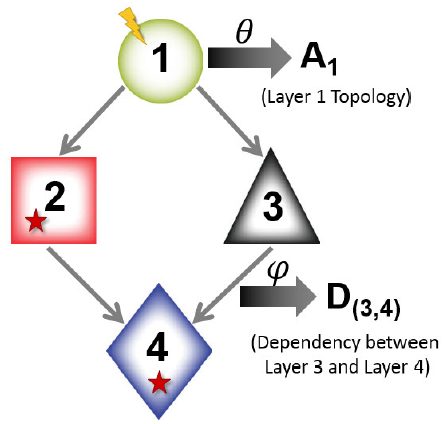 1
θ
A1
(Layer 1 Topology)
2
3
φ
D(3,4)
(Dependency between
Layer 3 and Layer 4)
4